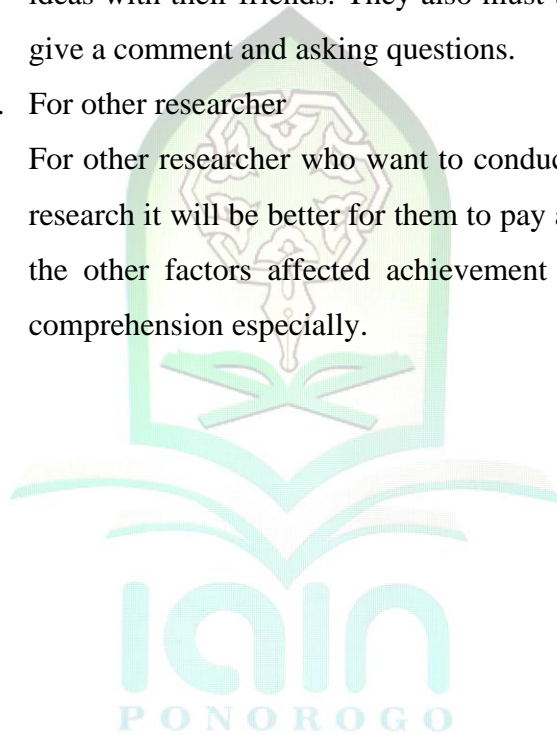 ideas with their friends. They also must
give a comment and asking questions.
. For other researcher
For other researcher who want to conduc
research it will be better for them to pay a
the other factors affected achievement
comprehension especially.
iain
PONOROGO